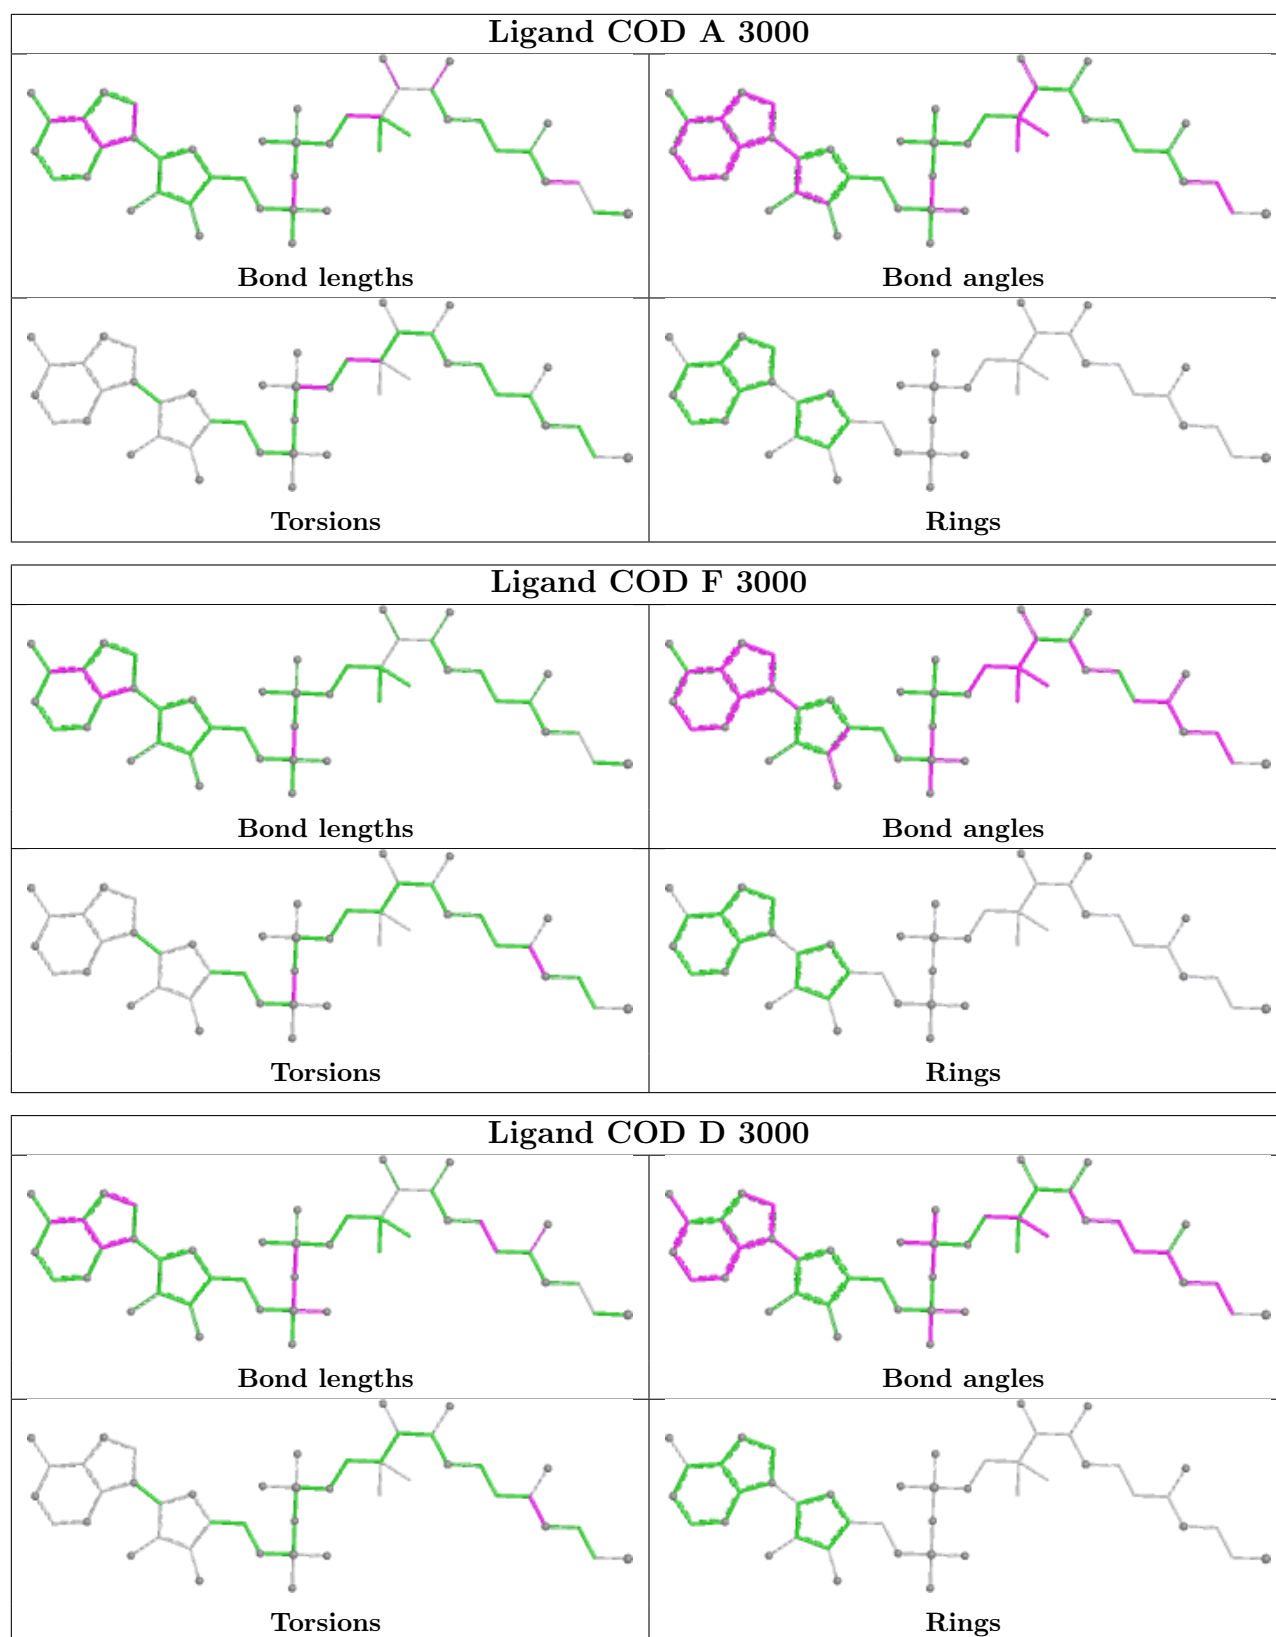 Ligand COD A 3000
Bond lengths
Bond angles
Torsions
Rings
Ligand COD F 3000
Bond lengths
Bond angles
Torsions
Rings
Ligand COD D 3000
Bond lengths
Bond angles
Torsions
Rings